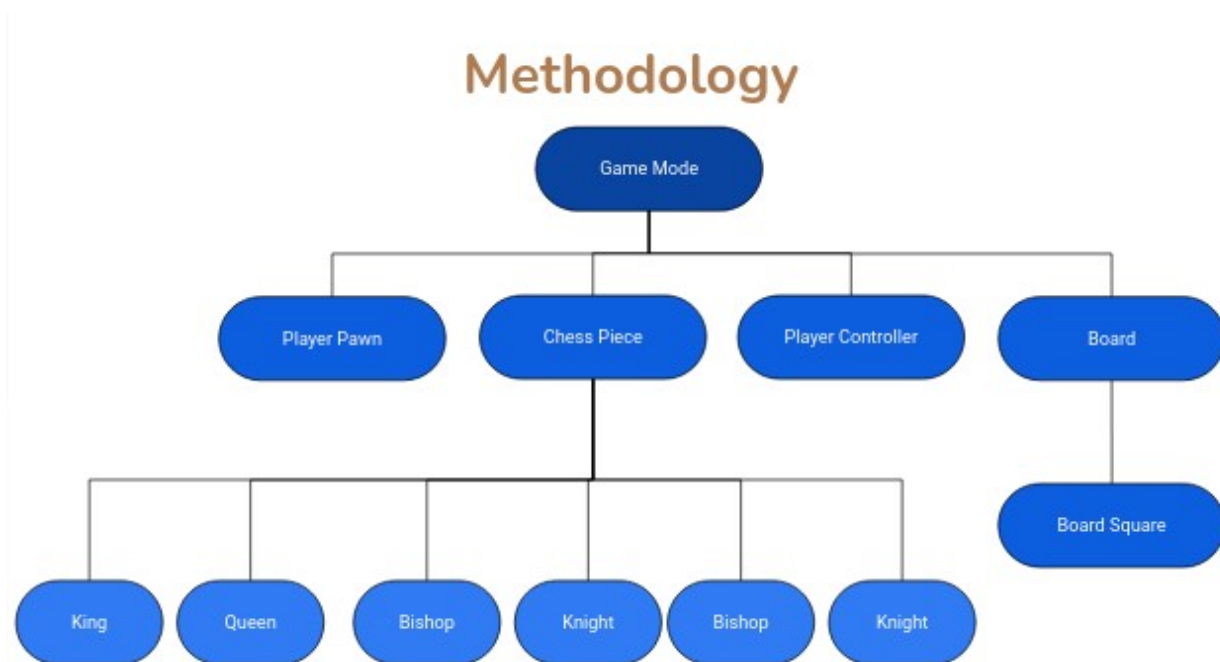 Methodology
Game Mode
Player Pawn
Chess Piece
Player Controller
Board
Board Square
King
Queen
Bishop
Knight
Bishop
Knight